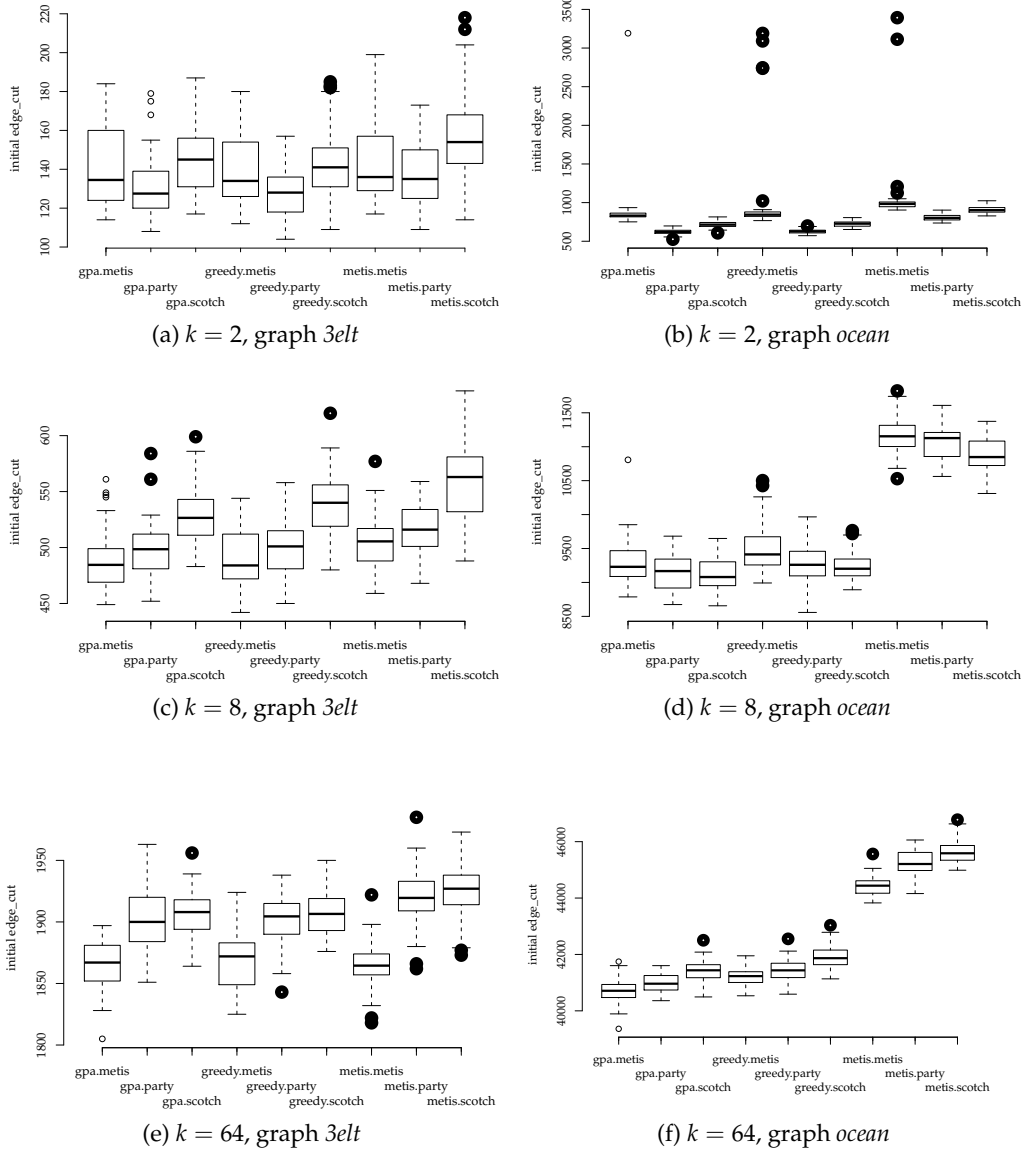 initial edge_cut
100 120 140 160 180 200 220
gpa.metis greedy.metis metis.metis
gpa.party greedy.party metis.party
gpa.scotch greedy.scotch metis.scotch
(a) k = 2, graph 3elt
initial edge_cut
500 1000 1500 2000 2500 3000 3500
gpa.metis greedy.metis metis.metis
gpa.party greedy.party metis.party
gpa.scotch greedy.scotch metis.scotch
(b) k = 2, graph ocean
initial edge_cut
450 500 550 600
gpa.metis greedy.metis metis.metis
gpa.party greedy.party metis.party
gpa.scotch greedy.scotch metis.scotch
(c) k = 8, graph 3elt
initial edge_cut
8500 9500 10500 11500
gpa.metis greedy.metis metis.metis
gpa.party greedy.party metis.party
gpa.scotch greedy.scotch metis.scotch
(d) k = 8, graph ocean
initial edge_cut
1800 1850 1900 1950
gpa.metis greedy.metis metis.metis
gpa.party greedy.party metis.party
gpa.scotch greedy.scotch metis.scotch
(e) k = 64, graph 3elt
initial edge_cut
40000 42000 44000 46000
gpa.metis greedy.metis metis.metis
gpa.party greedy.party metis.party
gpa.scotch greedy.scotch metis.scotch
(f) k = 64, graph ocean